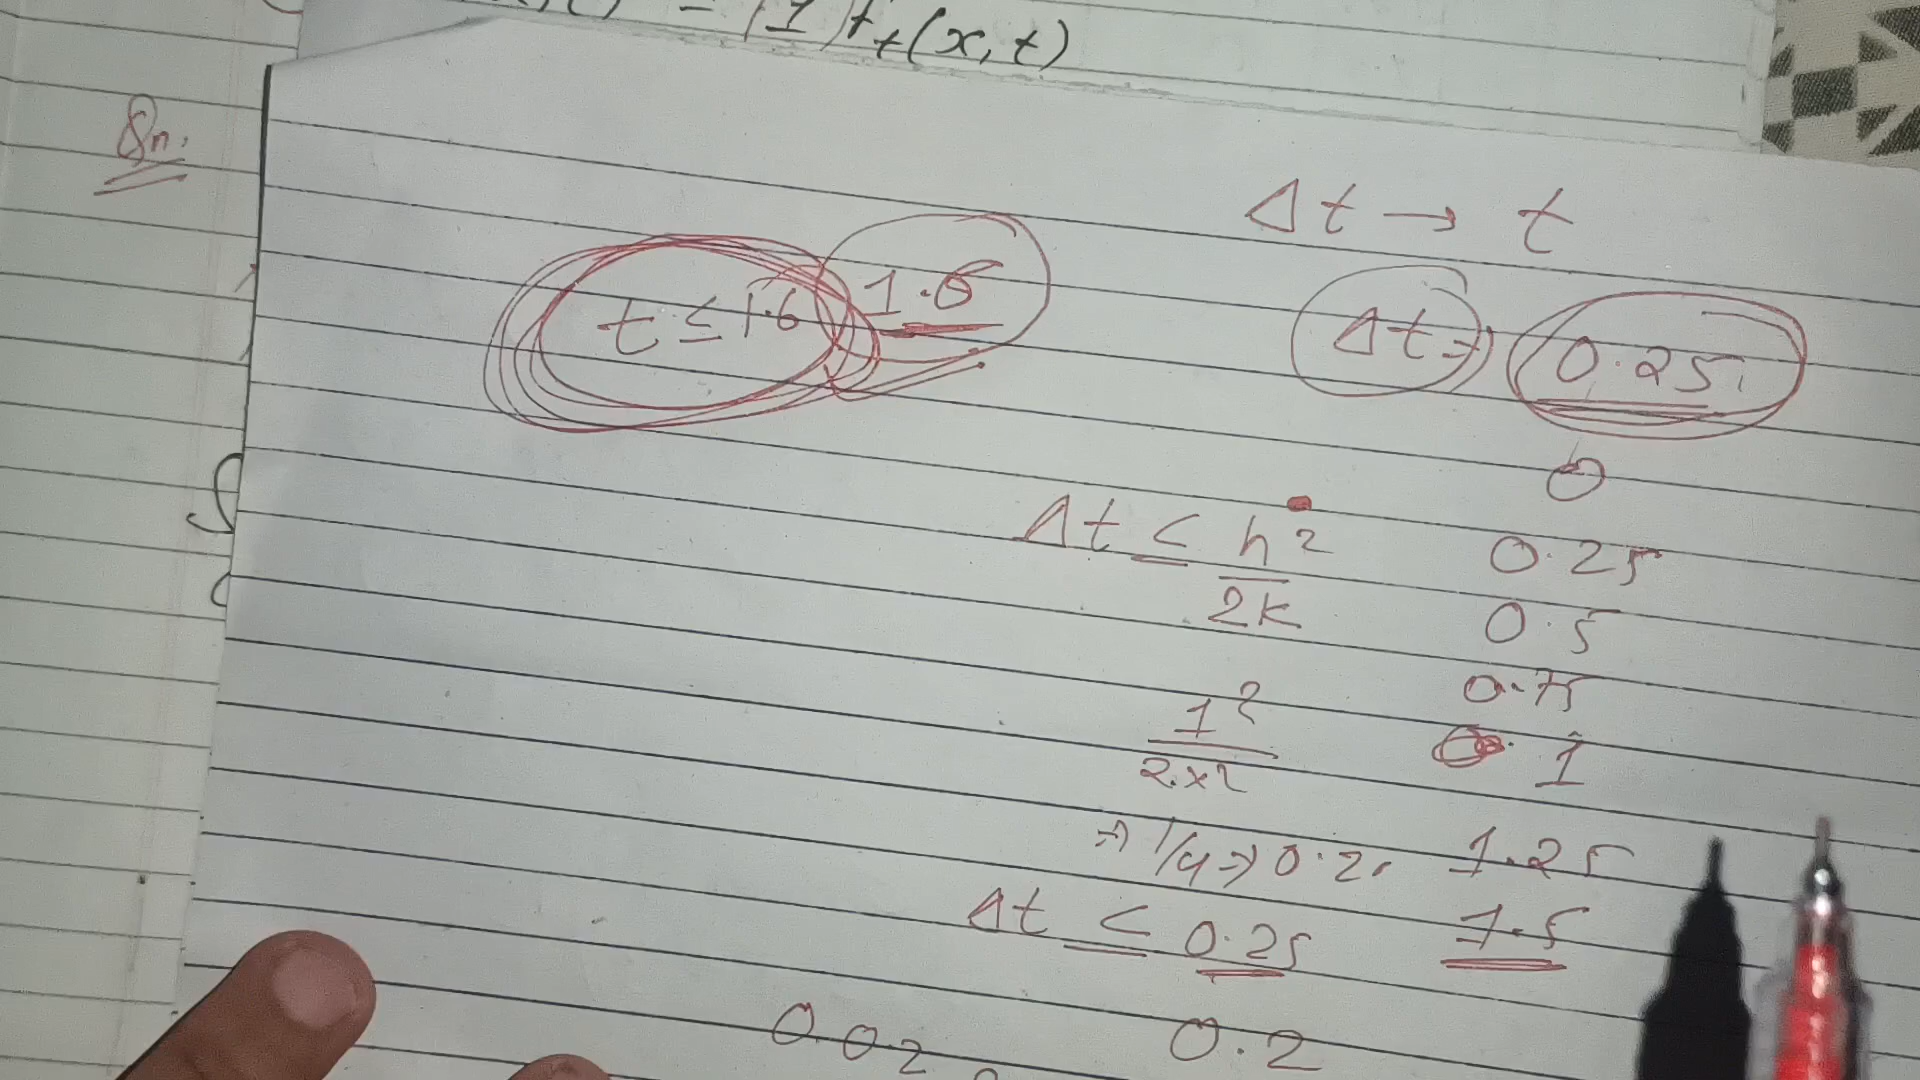 = (1) f_t(x, t)
Qn.
Δt → t
t ≤ 1.6 1.6
Δt = 0.25
0
Δt ≤ h²/2k 0.25
0.5
0.75
1²/2×2 1
⇒ 1/4 ⇒ 0.2 1.25
Δt ≤ 0.25 1.5
0.02 0.2